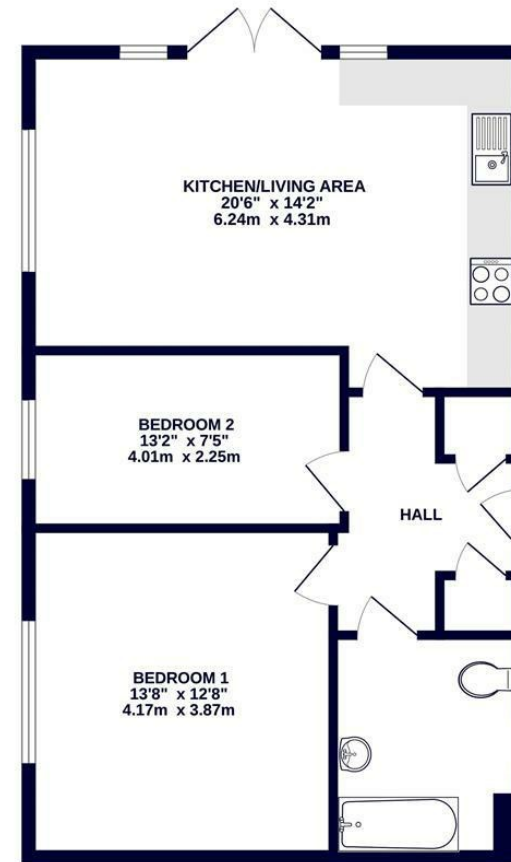 KITCHEN/LIVING AREA
20'6" x 14'2"
6.24m x 4.31m
BEDROOM 2
13'2" x 7'5"
4.01m x 2.25m
HALL
BEDROOM 1
13'8" x 12'8"
4.17m x 3.87m